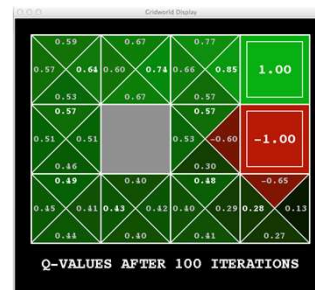 Gridworld Display
0.59 0.67 0.77
0.57 0.64 0.60 0.74 0.66 0.85 1.00
0.53 0.67 0.57
0.57 0.57
0.51 0.51 0.53 -0.60 -1.00
0.46 0.30
0.49 0.40 0.48 -0.65
0.45 0.41 0.43 0.42 0.40 0.29 0.28 0.13
0.44 0.40 0.41 0.27
Q-VALUES AFTER 100 ITERATIONS